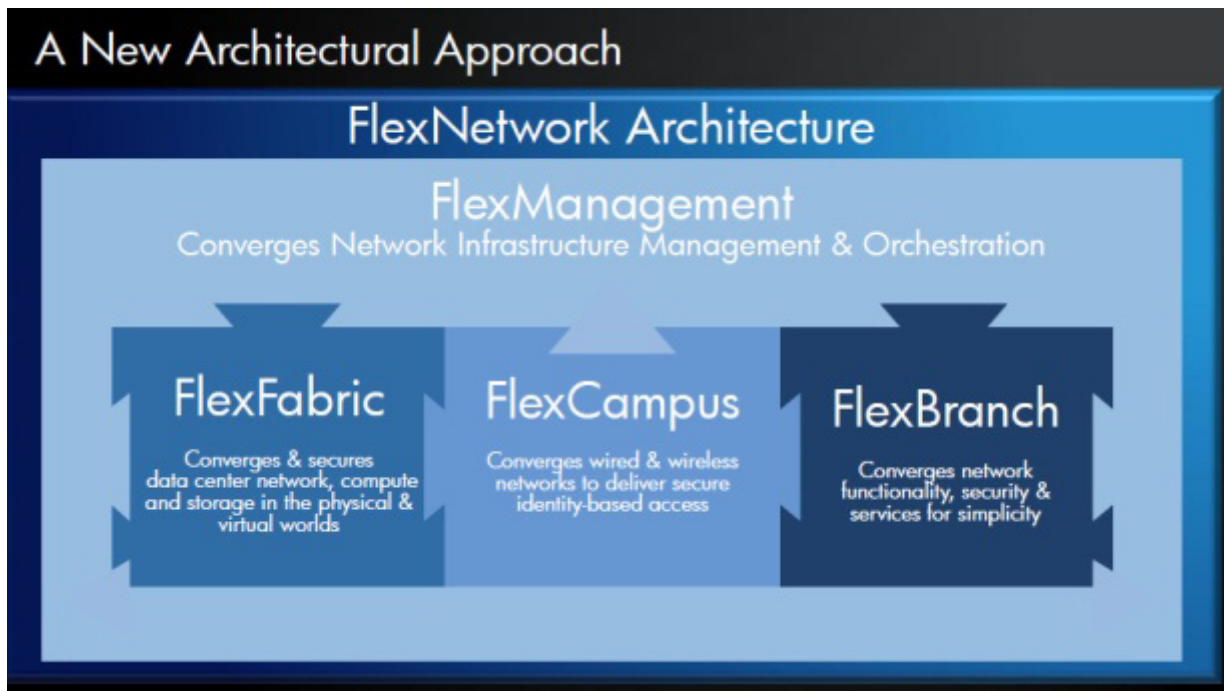 A New Architectural Approach
FlexNetwork Architecture
FlexManagement
Converges Network Infrastructure Management & Orchestration
FlexFabric
Converges & secures
data center network, compute
and storage in the physical &
virtual worlds
FlexCampus
Converges wired & wireless
networks to deliver secure
identity-based access
FlexBranch
Converges network
functionality, security &
services for simplicity